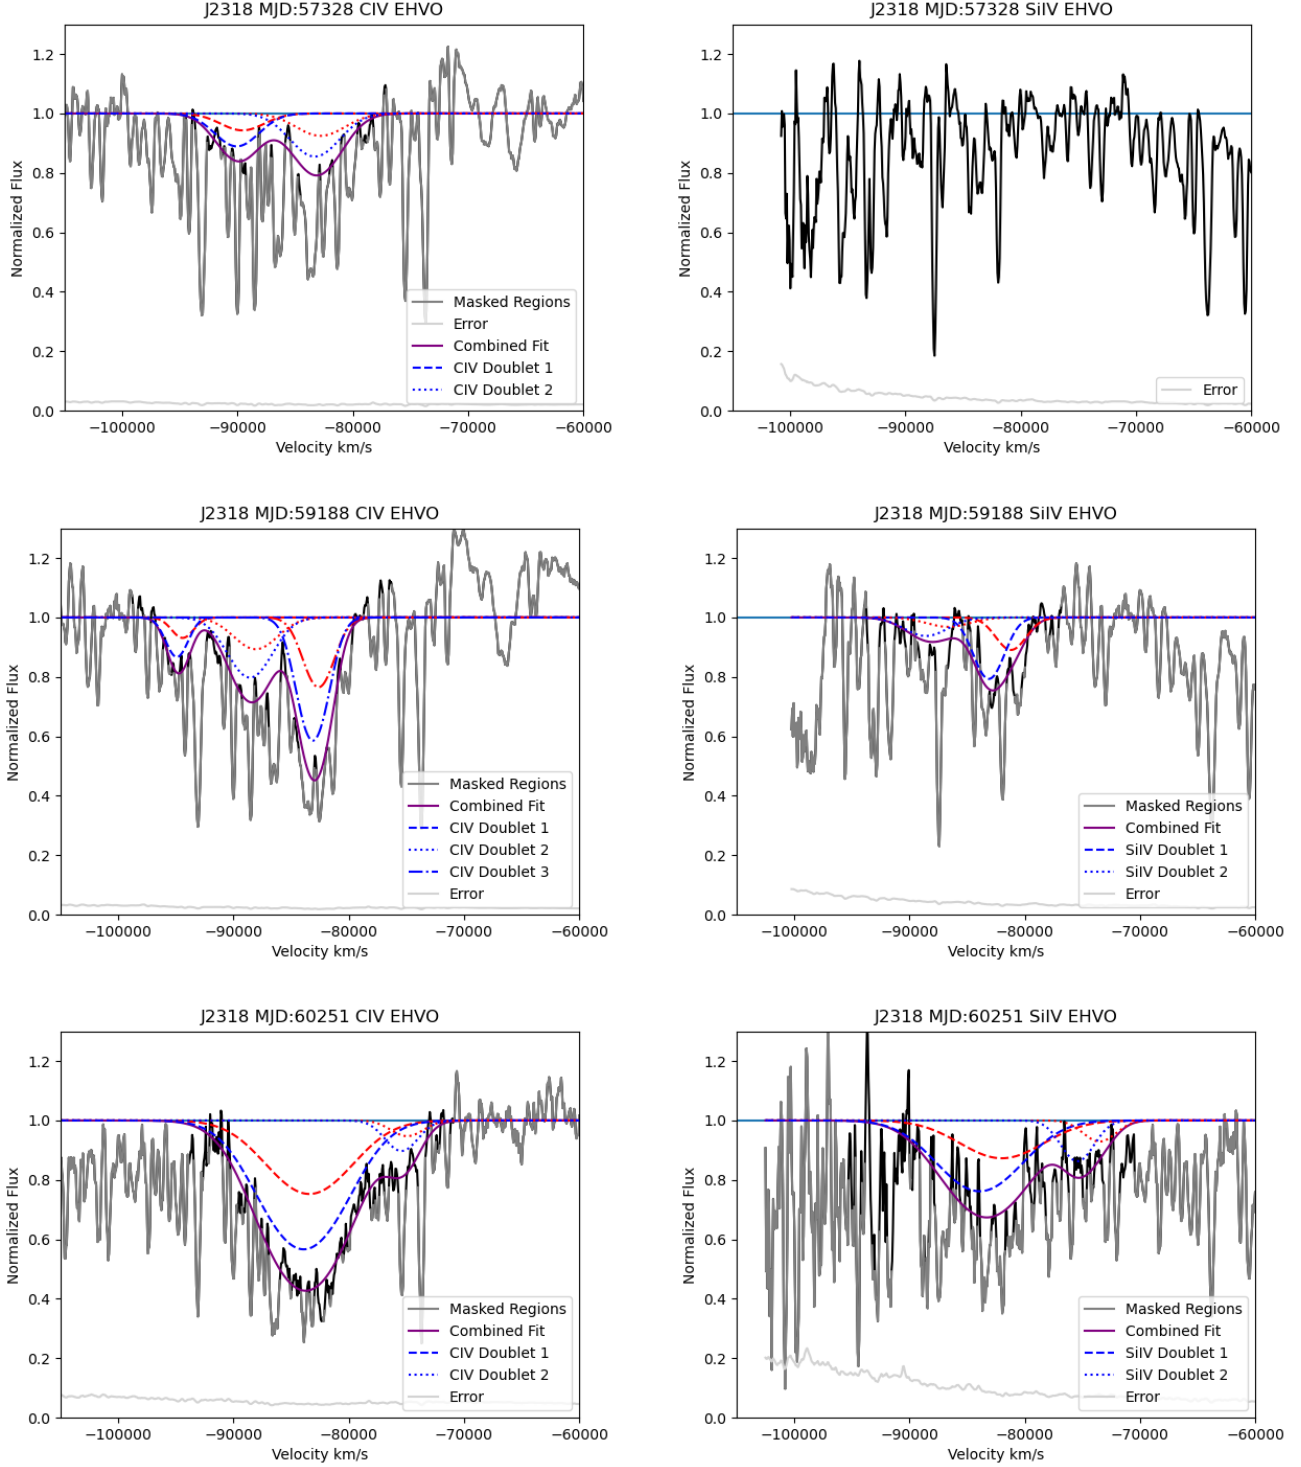 J2318 MJD:57328 CIV EHVO
Normalized Flux
1.2
1.0
0.8
0.6
0.4
0.2
0.0
Masked Regions
Error
Combined Fit
CIV Doublet 1
CIV Doublet 2
−100000 −90000 −80000 −70000 −60000
Velocity km/s
J2318 MJD:57328 SiIV EHVO
Normalized Flux
1.2
1.0
0.8
0.6
0.4
0.2
0.0
Error
−100000 −90000 −80000 −70000 −60000
Velocity km/s
J2318 MJD:59188 CIV EHVO
Normalized Flux
1.2
1.0
0.8
0.6
0.4
0.2
0.0
Masked Regions
Combined Fit
CIV Doublet 1
CIV Doublet 2
CIV Doublet 3
Error
−100000 −90000 −80000 −70000 −60000
Velocity km/s
J2318 MJD:59188 SiIV EHVO
Normalized Flux
1.2
1.0
0.8
0.6
0.4
0.2
0.0
Masked Regions
Combined Fit
SiIV Doublet 1
SiIV Doublet 2
Error
−100000 −90000 −80000 −70000 −60000
Velocity km/s
J2318 MJD:60251 CIV EHVO
Normalized Flux
1.2
1.0
0.8
0.6
0.4
0.2
0.0
Masked Regions
Combined Fit
CIV Doublet 1
CIV Doublet 2
Error
−100000 −90000 −80000 −70000 −60000
Velocity km/s
J2318 MJD:60251 SiIV EHVO
Normalized Flux
1.2
1.0
0.8
0.6
0.4
0.2
0.0
Masked Regions
Combined Fit
SiIV Doublet 1
SiIV Doublet 2
Error
−100000 −90000 −80000 −70000 −60000
Velocity km/s